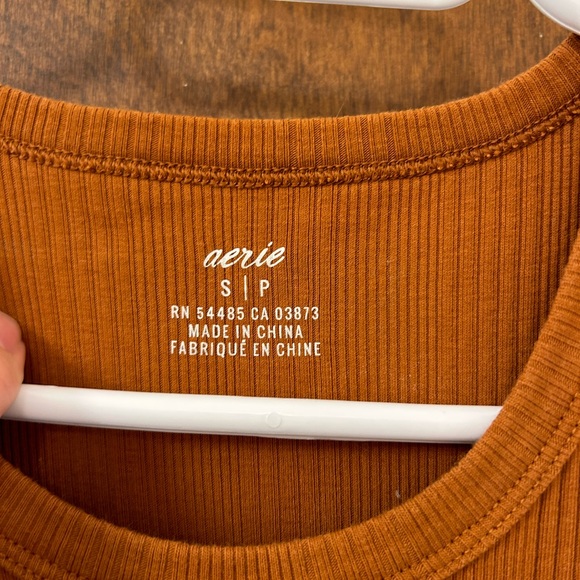 aerie
S | P
RN 54485 CA 03873
MADE IN CHINA
FABRIQUÉ EN CHINE